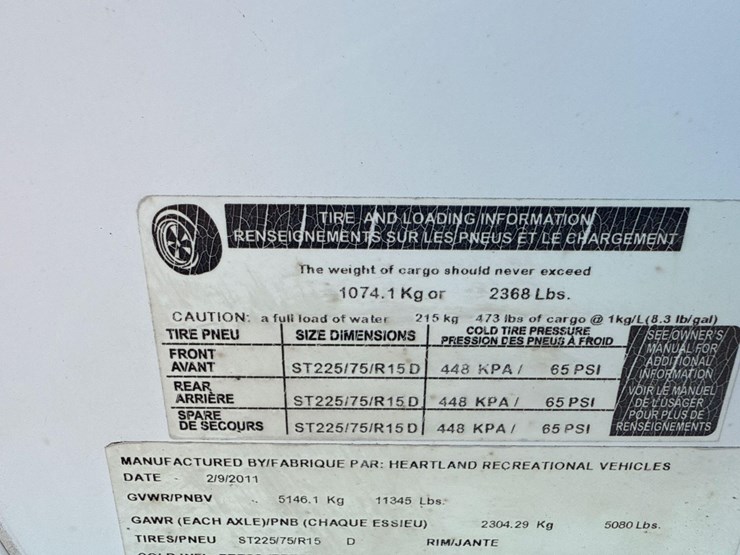 TIRE AND LOADING INFORMATION
RENSEIGNEMENTS SUR LES PNEUS ET LE CHARGEMENT
The weight of cargo should never exceed
1074.1 Kg or 2368 Lbs.
CAUTION: a full load of water 215 kg 473 lbs of cargo @ 1kg/L (8.3 lb/gal)
TIRE PNEU SIZE DIMENSIONS COLD TIRE PRESSURE
PRESSION DES PNEUS À FROID
SEE OWNER'S
MANUAL FOR
ADDITIONAL
INFORMATION
VOIR LE MANUEL
DE L'USAGER
POUR PLUS DE
RENSEIGNEMENTS
FRONT
AVANT ST225/75/R15 D 448 KPA / 65 PSI
REAR
ARRIÈRE ST225/75/R15 D 448 KPA / 65 PSI
SPARE
DE SECOURS ST225/75/R15 D 448 KPA / 65 PSI
MANUFACTURED BY/FABRIQUE PAR: HEARTLAND RECREATIONAL VEHICLES
DATE 2/9/2011
GVWR/PNBV 5146.1 Kg 11345 Lbs.
GAWR (EACH AXLE)/PNB (CHAQUE ESSIEU) 2304.29 Kg 5080 Lbs.
TIRES/PNEU ST225/75/R15 D RIM/JANTE